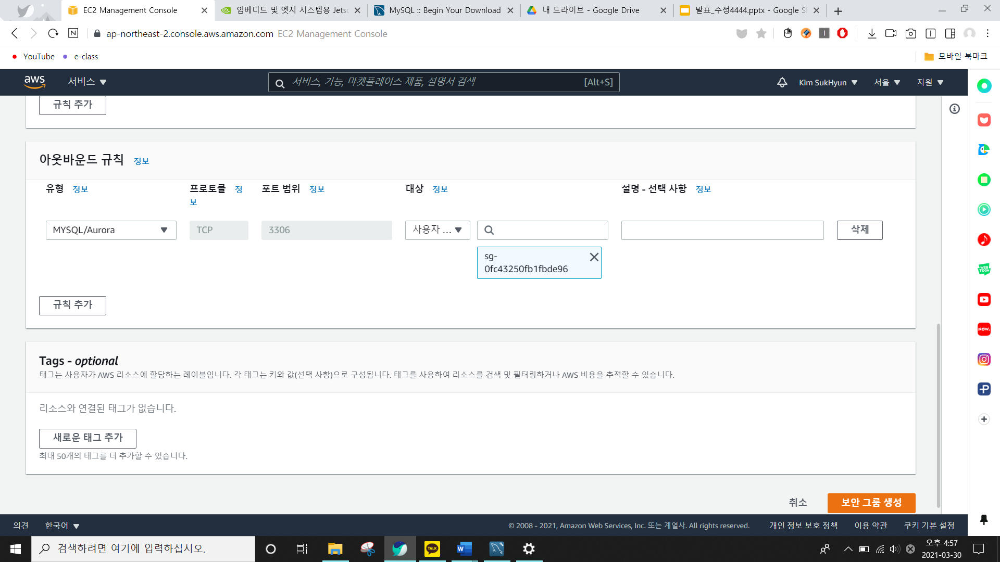 EC2 Management Console
임베디드 및 엣지 시스템용 Jets
MySQL :: Begin Your Download
내 드라이브 - Google Drive
발표_수정4444.pptx - Google S
ap-northeast-2.console.aws.amazon.com EC2 Management Console
YouTube
e-class
모바일 북마크
aws
서비스
서비스, 기능, 마켓플레이스 제품, 설명서 검색
[Alt+S]
Kim SukHyun
서울
지원
규칙 추가
아웃바운드 규칙 정보
유형 정보
프로토콜 정보
포트 범위 정보
대상 정보
설명 - 선택 사항 정보
MYSQL/Aurora
TCP
3306
사용자 ...
삭제
sg-
0fc43250fb1fbde96
규칙 추가
Tags - optional
태그는 사용자가 AWS 리소스에 할당하는 레이블입니다. 각 태그는 키와 값(선택 사항)으로 구성됩니다. 태그를 사용하여 리소스를 검색 및 필터링하거나 AWS 비용을 추적할 수 있습니다.
리소스와 연결된 태그가 없습니다.
새로운 태그 추가
최대 50개의 태그를 더 추가할 수 있습니다.
취소
보안 그룹 생성
의견
한국어
© 2008 - 2021, Amazon Web Services, Inc. 또는 계열사. All rights reserved.
개인 정보 보호 정책
이용 약관
쿠키 기본 설정
WEB
TOON
NOW.
검색하려면 여기에 입력하십시오.
TALK
오후 4:57
2021-03-30